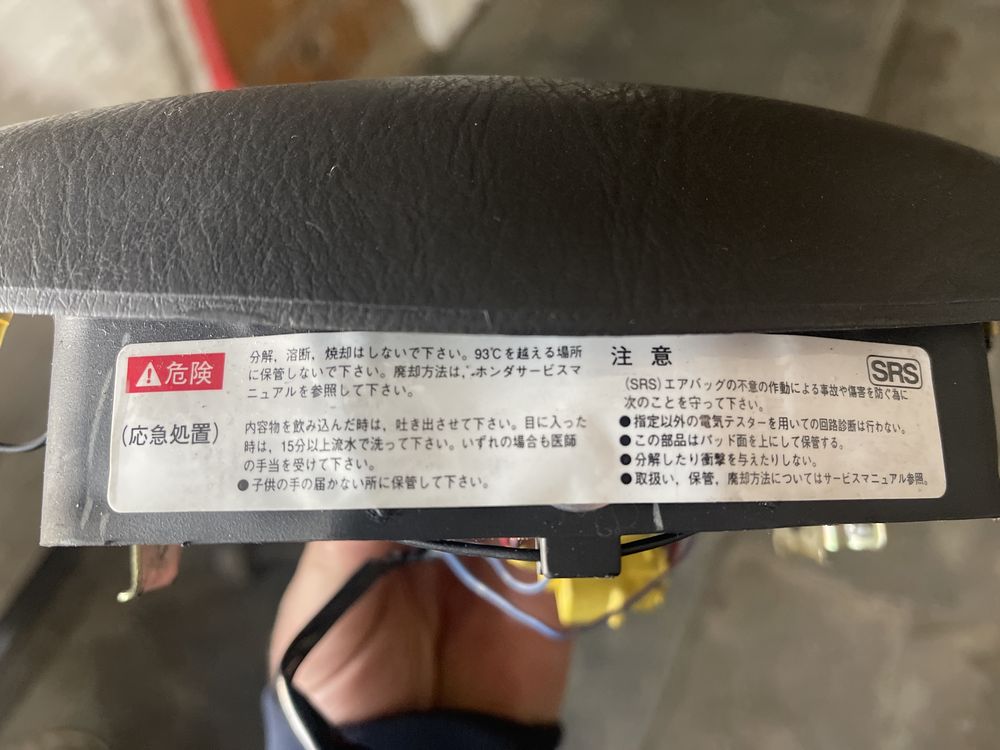 ⚠危険
分解，溶断，焼却はしないで下さい。93℃を越える場所
に保管しないで下さい。廃却方法は，ホンダサービスマ
ニュアルを参照して下さい。
(応急処置)
内容物を飲み込んだ時は，吐き出させて下さい。目に入った
時は，15分以上流水で洗って下さい。いずれの場合も医師
の手当を受けて下さい。
●子供の手の届かない所に保管して下さい。
注意
SRS
(SRS)エアバッグの不意の作動による事故や傷害を防ぐ為に
次のことを守って下さい。
●指定以外の電気テスターを用いての回路診断は行わない。
●この部品はパッド面を上にして保管する。
●分解したり衝撃を与えたりしない。
●取扱い，保管，廃却方法についてはサービスマニュアル参照。